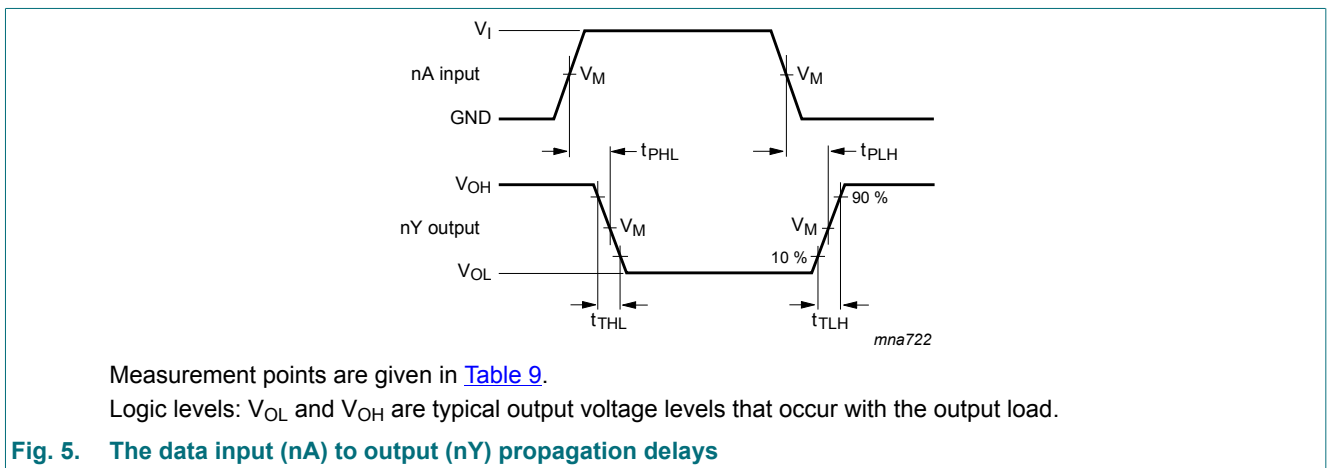 V_I
nA input
V_M
V_M
GND
t_PHL
t_PLH
V_OH
90 %
nY output
V_M
V_M
10 %
V_OL
t_THL
t_TLH
mna722
Measurement points are given in Table 9.
Logic levels: V_OL and V_OH are typical output voltage levels that occur with the output load.
Fig. 5. The data input (nA) to output (nY) propagation delays